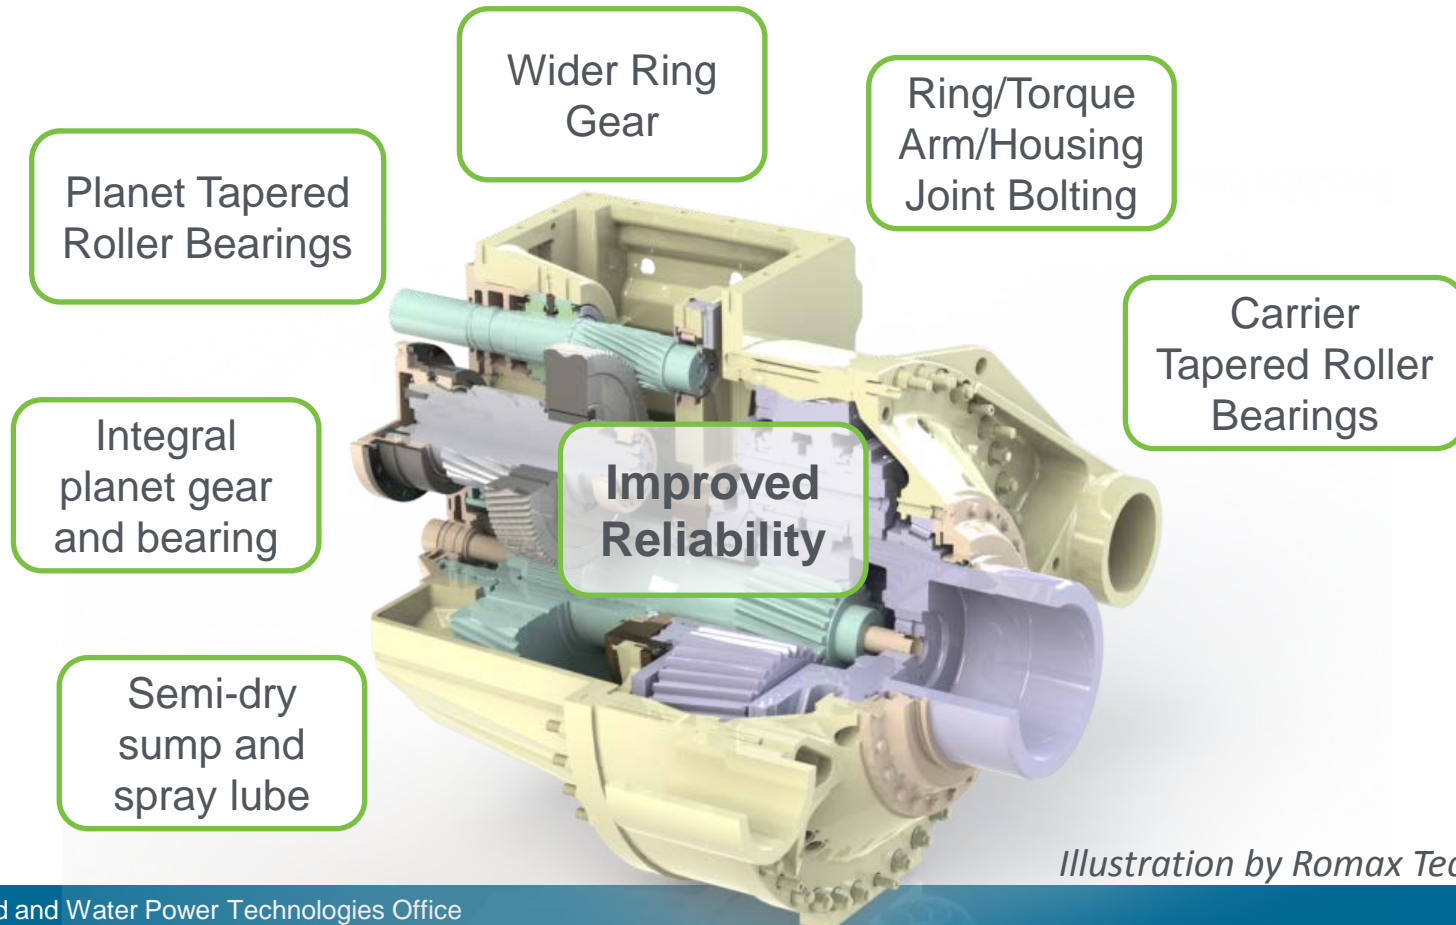 Wider Ring
Gear
Ring/Torque
Arm/Housing
Joint Bolting
Planet Tapered
Roller Bearings
Carrier
Tapered Roller
Bearings
Integral
planet gear
and bearing
Improved
Reliability
Semi-dry
sump and
spray lube
Illustration by Romax
and Water Power Technologies Office